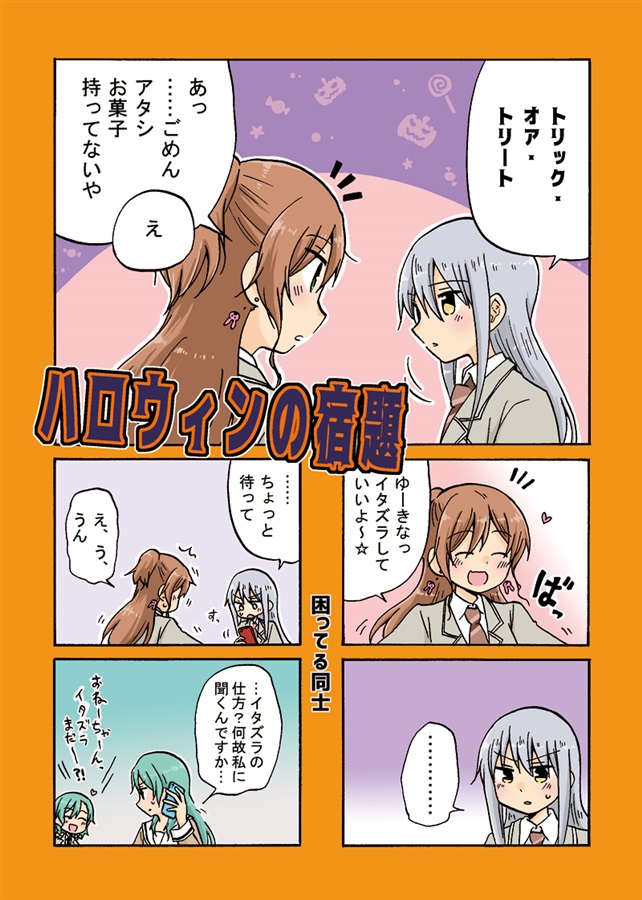 トリック・
オア・
トリート
あっ
……ごめん
アタシ
お菓子
持ってないや
え
ハロウィンの宿題
ゆーきなっ
イタズラして
いいよ〜☆
ばっ
……
ちょっと
待って
え、う、
うん
す、
困ってる同士
………
…イタズラの
仕方？何故私に
聞くんですか…
おねーちゃーん、
イタズラ
まだー?!